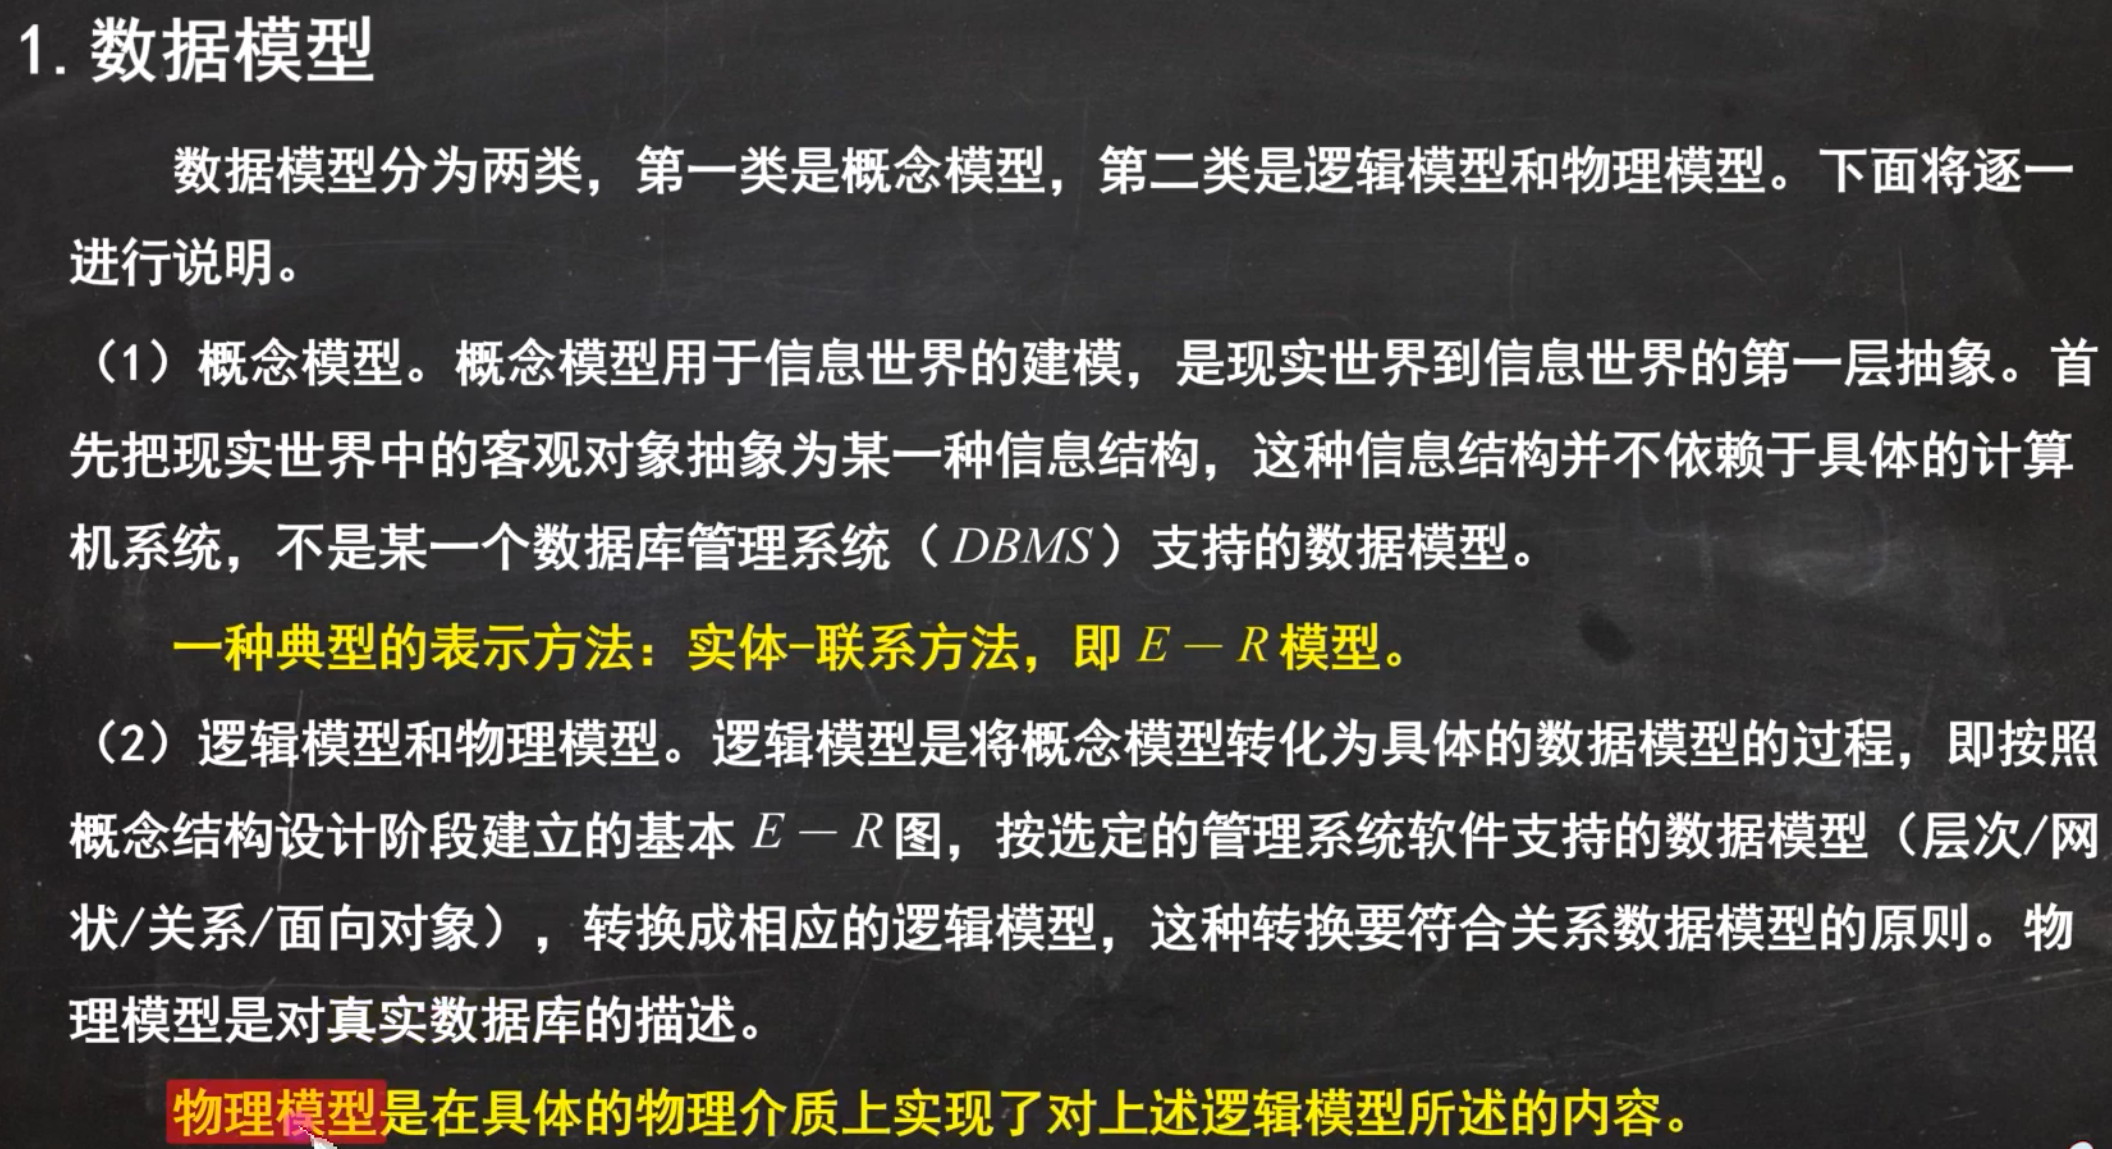 1. 数据模型
数据模型分为两类，第一类是概念模型，第二类是逻辑模型和物理模型。下面将逐一
进行说明。
（1）概念模型。概念模型用于信息世界的建模，是现实世界到信息世界的第一层抽象。首
先把现实世界中的客观对象抽象为某一种信息结构，这种信息结构并不依赖于具体的计算
机系统，不是某一个数据库管理系统（DBMS）支持的数据模型。
一种典型的表示方法：实体-联系方法，即E－R模型。
（2）逻辑模型和物理模型。逻辑模型是将概念模型转化为具体的数据模型的过程，即按照
概念结构设计阶段建立的基本E－R图，按选定的管理系统软件支持的数据模型（层次/网
状/关系/面向对象），转换成相应的逻辑模型，这种转换要符合关系数据模型的原则。物
理模型是对真实数据库的描述。
物理模型是在具体的物理介质上实现了对上述逻辑模型所述的内容。